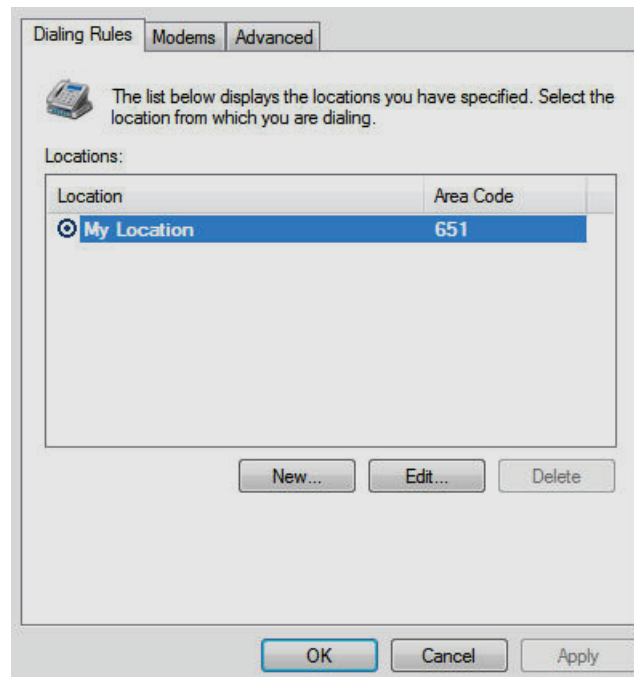 Dialing Rules Modems Advanced
The list below displays the locations you have specified. Select the
location from which you are dialing.
Locations:
Location Area Code
My Location 651
New... Edit... Delete
OK Cancel Apply